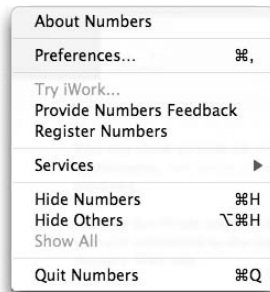 About Numbers
Preferences... ⌘,
Try iWork...
Provide Numbers Feedback
Register Numbers
Services ▶
Hide Numbers ⌘H
Hide Others ⌥⌘H
Show All
Quit Numbers ⌘Q